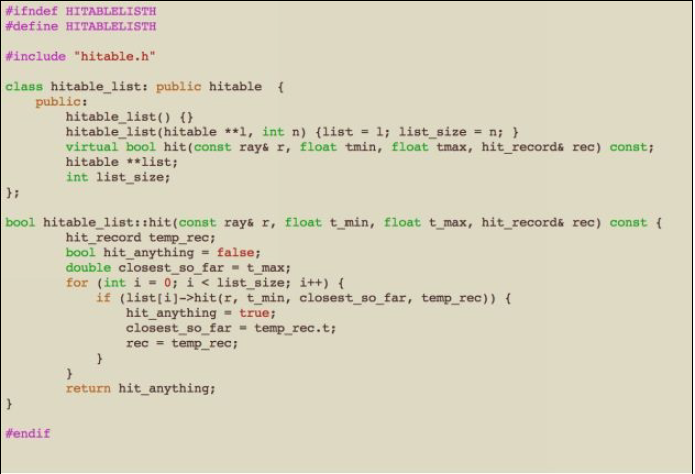 #ifndef HITABLELISTH
#define HITABLELISTH

#include "hitable.h"

class hitable_list: public hitable  {
    public:
        hitable_list() {}
        hitable_list(hitable **l, int n) {list = l; list_size = n; }
        virtual bool hit(const ray& r, float tmin, float tmax, hit_record& rec) const;
        hitable **list;
        int list_size;
};

bool hitable_list::hit(const ray& r, float t_min, float t_max, hit_record& rec) const {
        hit_record temp_rec;
        bool hit_anything = false;
        double closest_so_far = t_max;
        for (int i = 0; i < list_size; i++) {
            if (list[i]->hit(r, t_min, closest_so_far, temp_rec)) {
                hit_anything = true;
                closest_so_far = temp_rec.t;
                rec = temp_rec;
            }
        }
        return hit_anything;
}

#endif